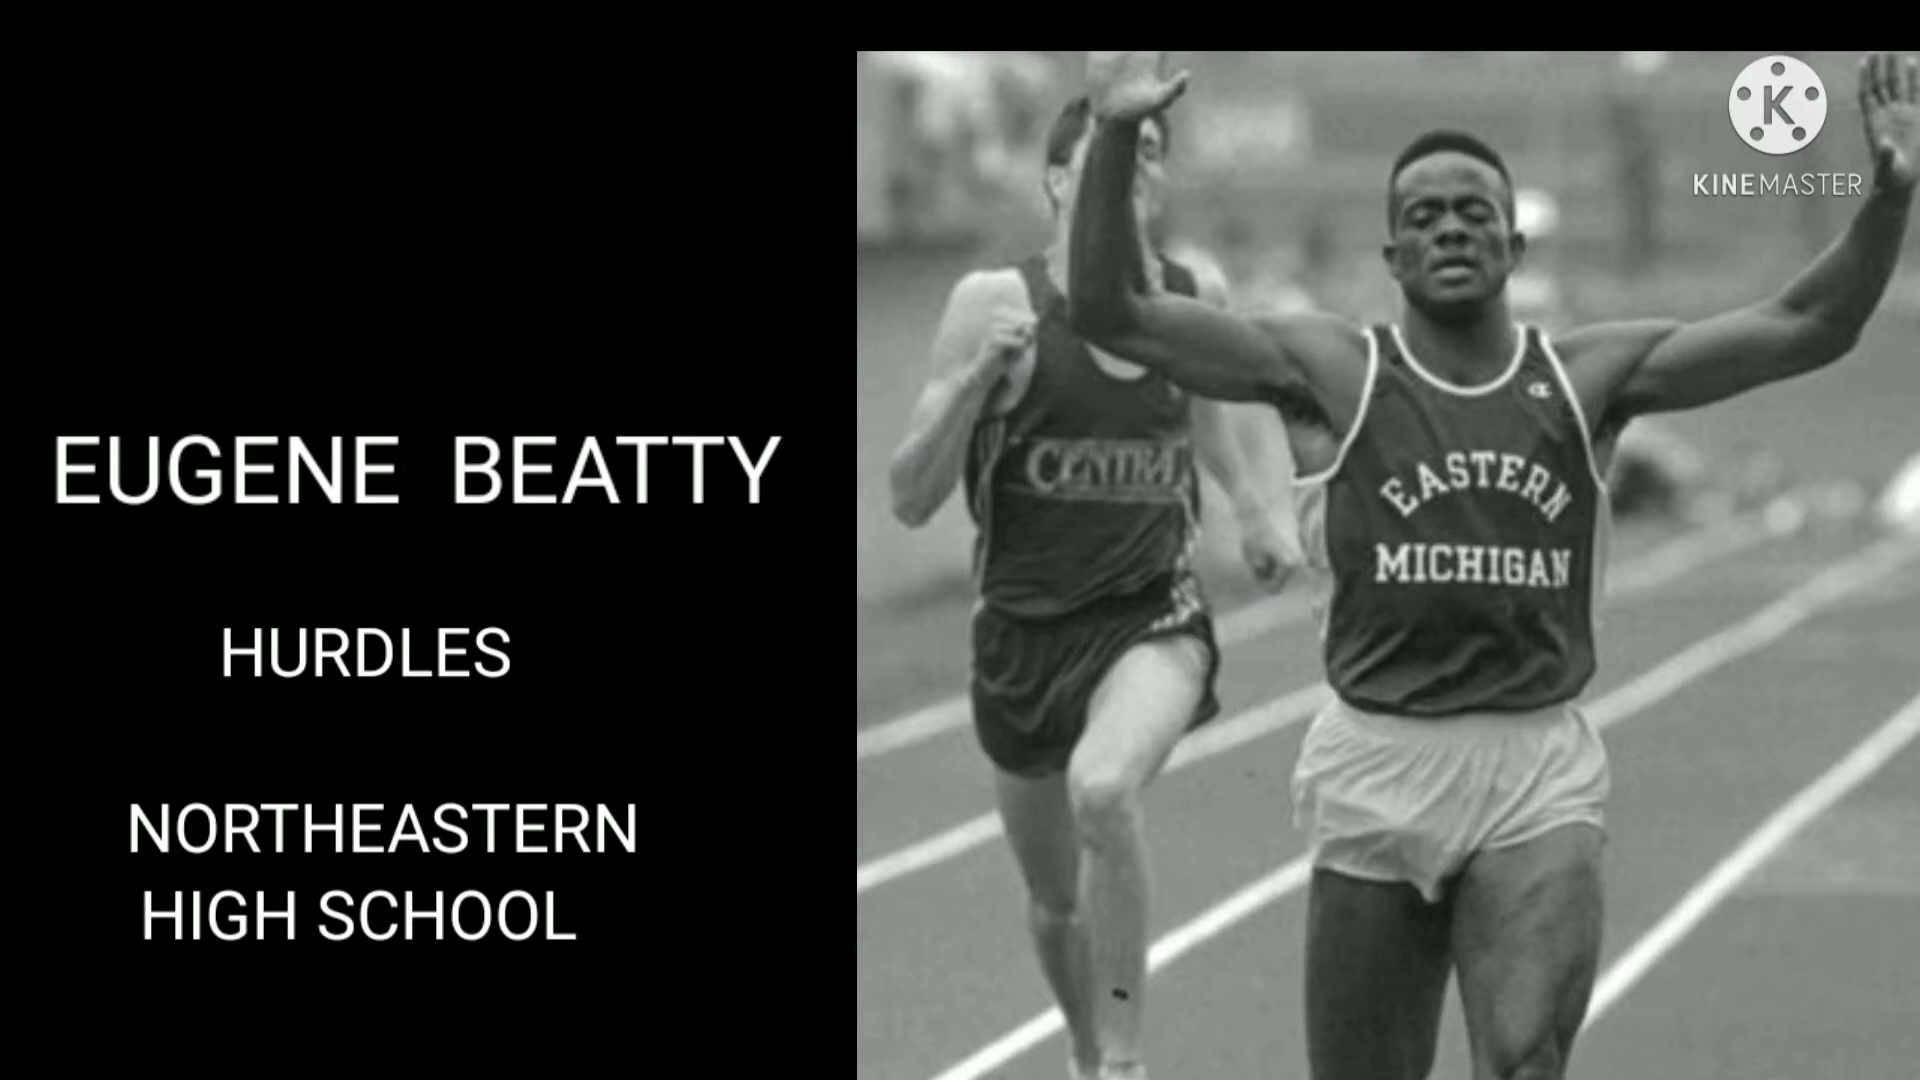 EUGENE BEATTY
HURDLES
NORTHEASTERN
HIGH SCHOOL
K
KINEMASTER
CENTRAL
EASTERN
MICHIGAN